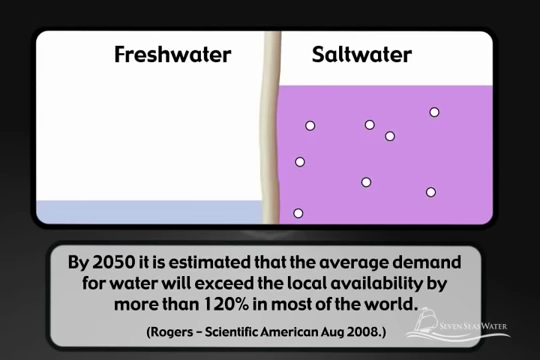 Freshwater
Saltwater
By 2050 it is estimated that the average demand
for water will exceed the local availability by
more than 120% in most of the world.
(Rogers – Scientific American Aug 2008.)
SEVEN SEAS WATER